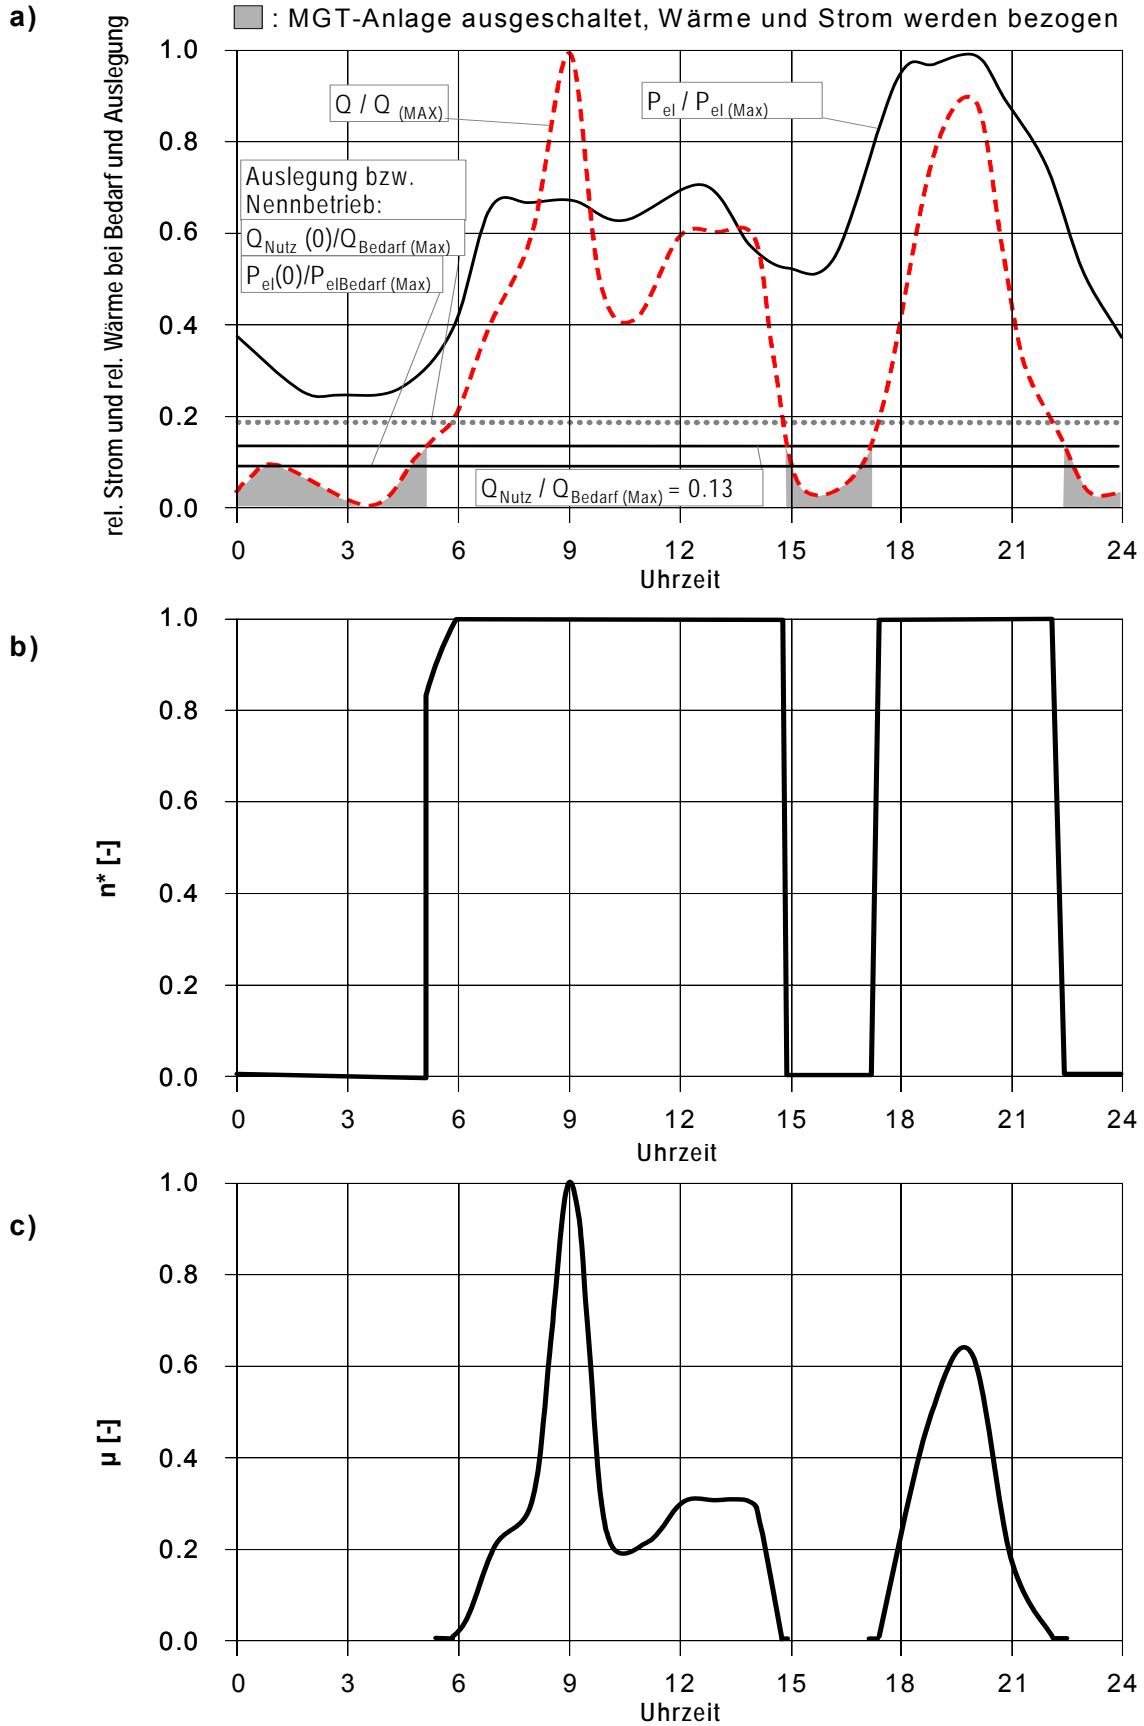 a)
: MGT-Anlage ausgeschaltet, Wärme und Strom werden bezogen
rel. Strom und rel. Wärme bei Bedarf und Auslegung
1.0
0.8
0.6
0.4
0.2
0.0
Q / Q (MAX)
Pel / Pel (Max)
Auslegung bzw.
Nennbetrieb:
QNutz (0)/QBedarf (Max)
Pel(0)/PelBedarf (Max)
QNutz / QBedarf (Max) = 0.13
0 3 6 9 12 15 18 21 24
Uhrzeit
b)
n* [-]
1.0
0.8
0.6
0.4
0.2
0.0
0 3 6 9 12 15 18 21 24
Uhrzeit
c)
µ [-]
1.0
0.8
0.6
0.4
0.2
0.0
0 3 6 9 12 15 18 21 24
Uhrzeit